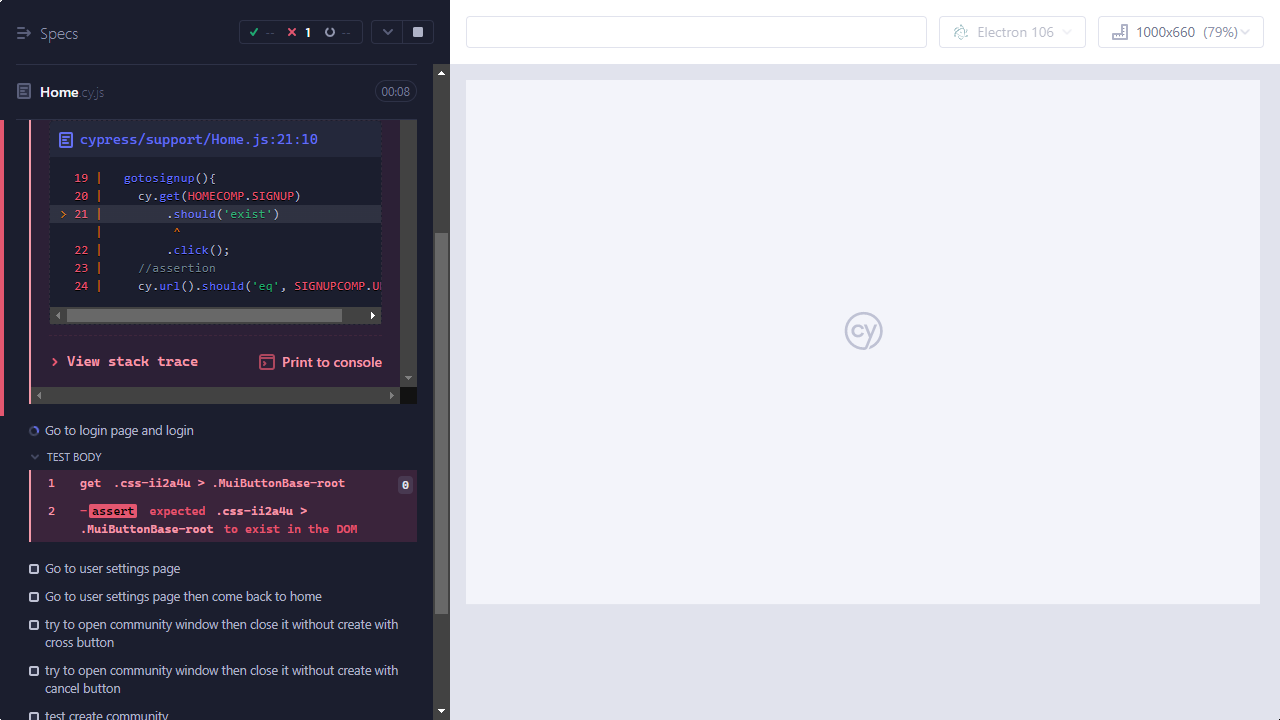 Specs
-- 1 --
Electron 106
1000x660 (79%)
Home.cy.js
00:08
cypress/support/Home.js:21:10
19 | gotosignup(){
20 | cy.get(HOMECOMP.SIGNUP)
> 21 | .should('exist')
| ^
22 | .click();
23 | //assertion
24 | cy.url().should('eq', SIGNUPCOMP.U
> View stack trace
Print to console
cy
Go to login page and login
TEST BODY
1 get .css-ii2a4u > .MuiButtonBase-root 0
2 -assert expected .css-ii2a4u >
.MuiButtonBase-root to exist in the DOM
Go to user settings page
Go to user settings page then come back to home
try to open community window then close it without create with
cross button
try to open community window then close it without create with
cancel button
test create community